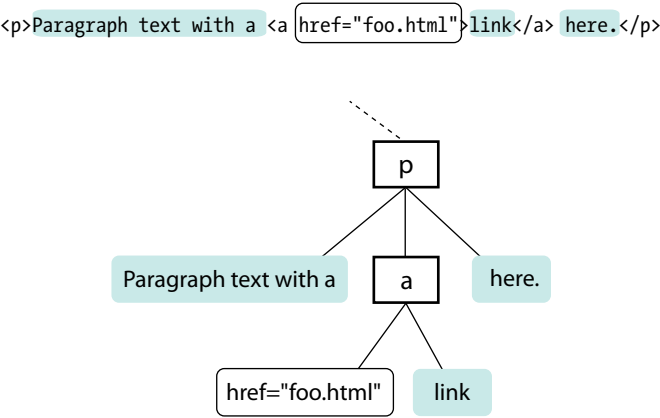 <p>Paragraph text with a <a href="foo.html">link</a> here.</p>
p
Paragraph text with a
a
here.
href="foo.html"
link